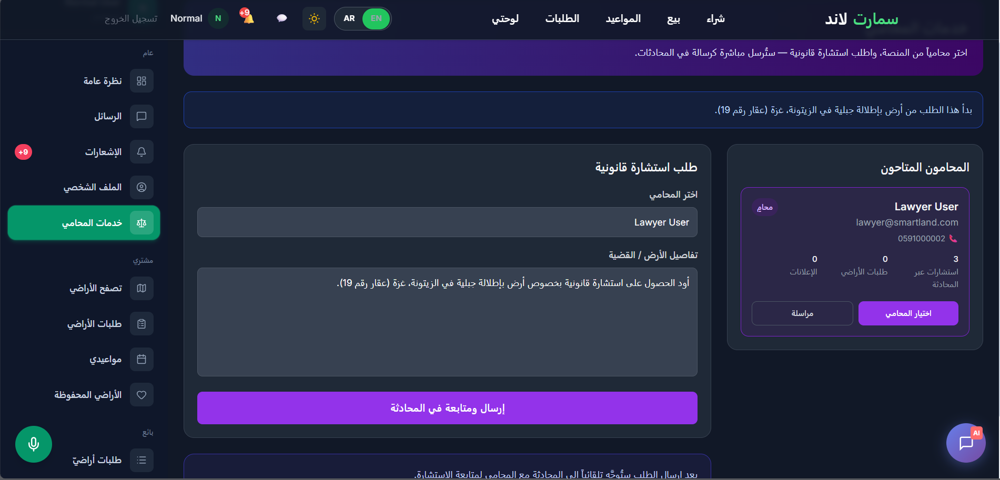 سمارت لاند
شراء
بيع
المواعيد
الطلبات
لوحتي
AR EN
+9
N
Normal
تسجيل الخروج
اختر محامياً من المنصة، واطلب استشارة قانونية — ستُرسل مباشرة كرسالة في المحادثات.
بدأ هذا الطلب من أرض بإطلالة جبلية في الزيتونة، غزة (عقار رقم 19).
المحامون المتاحون
Lawyer User
محامٍ
lawyer@smartland.com
0591000002
3
استشارات عبر
المحادثة
0
طلبات الأراضي
0
الإعلانات
اختيار المحامي
مراسلة
طلب استشارة قانونية
اختر المحامي
Lawyer User
تفاصيل الأرض / القضية
أود الحصول على استشارة قانونية بخصوص أرض بإطلالة جبلية في الزيتونة، غزة (عقار رقم 19).
إرسال ومتابعة في المحادثة
بعد إرسال الطلب ستُوجَّه تلقائياً إلى المحادثة مع المحامي لمتابعة الاستشارة.
عام
نظرة عامة
الرسائل
الإشعارات
+9
الملف الشخصي
خدمات المحامي
مشتري
تصفح الأراضي
طلبات الأراضي
مواعيدي
الأراضي المحفوظة
بائع
طلبات أراضيّ
AI